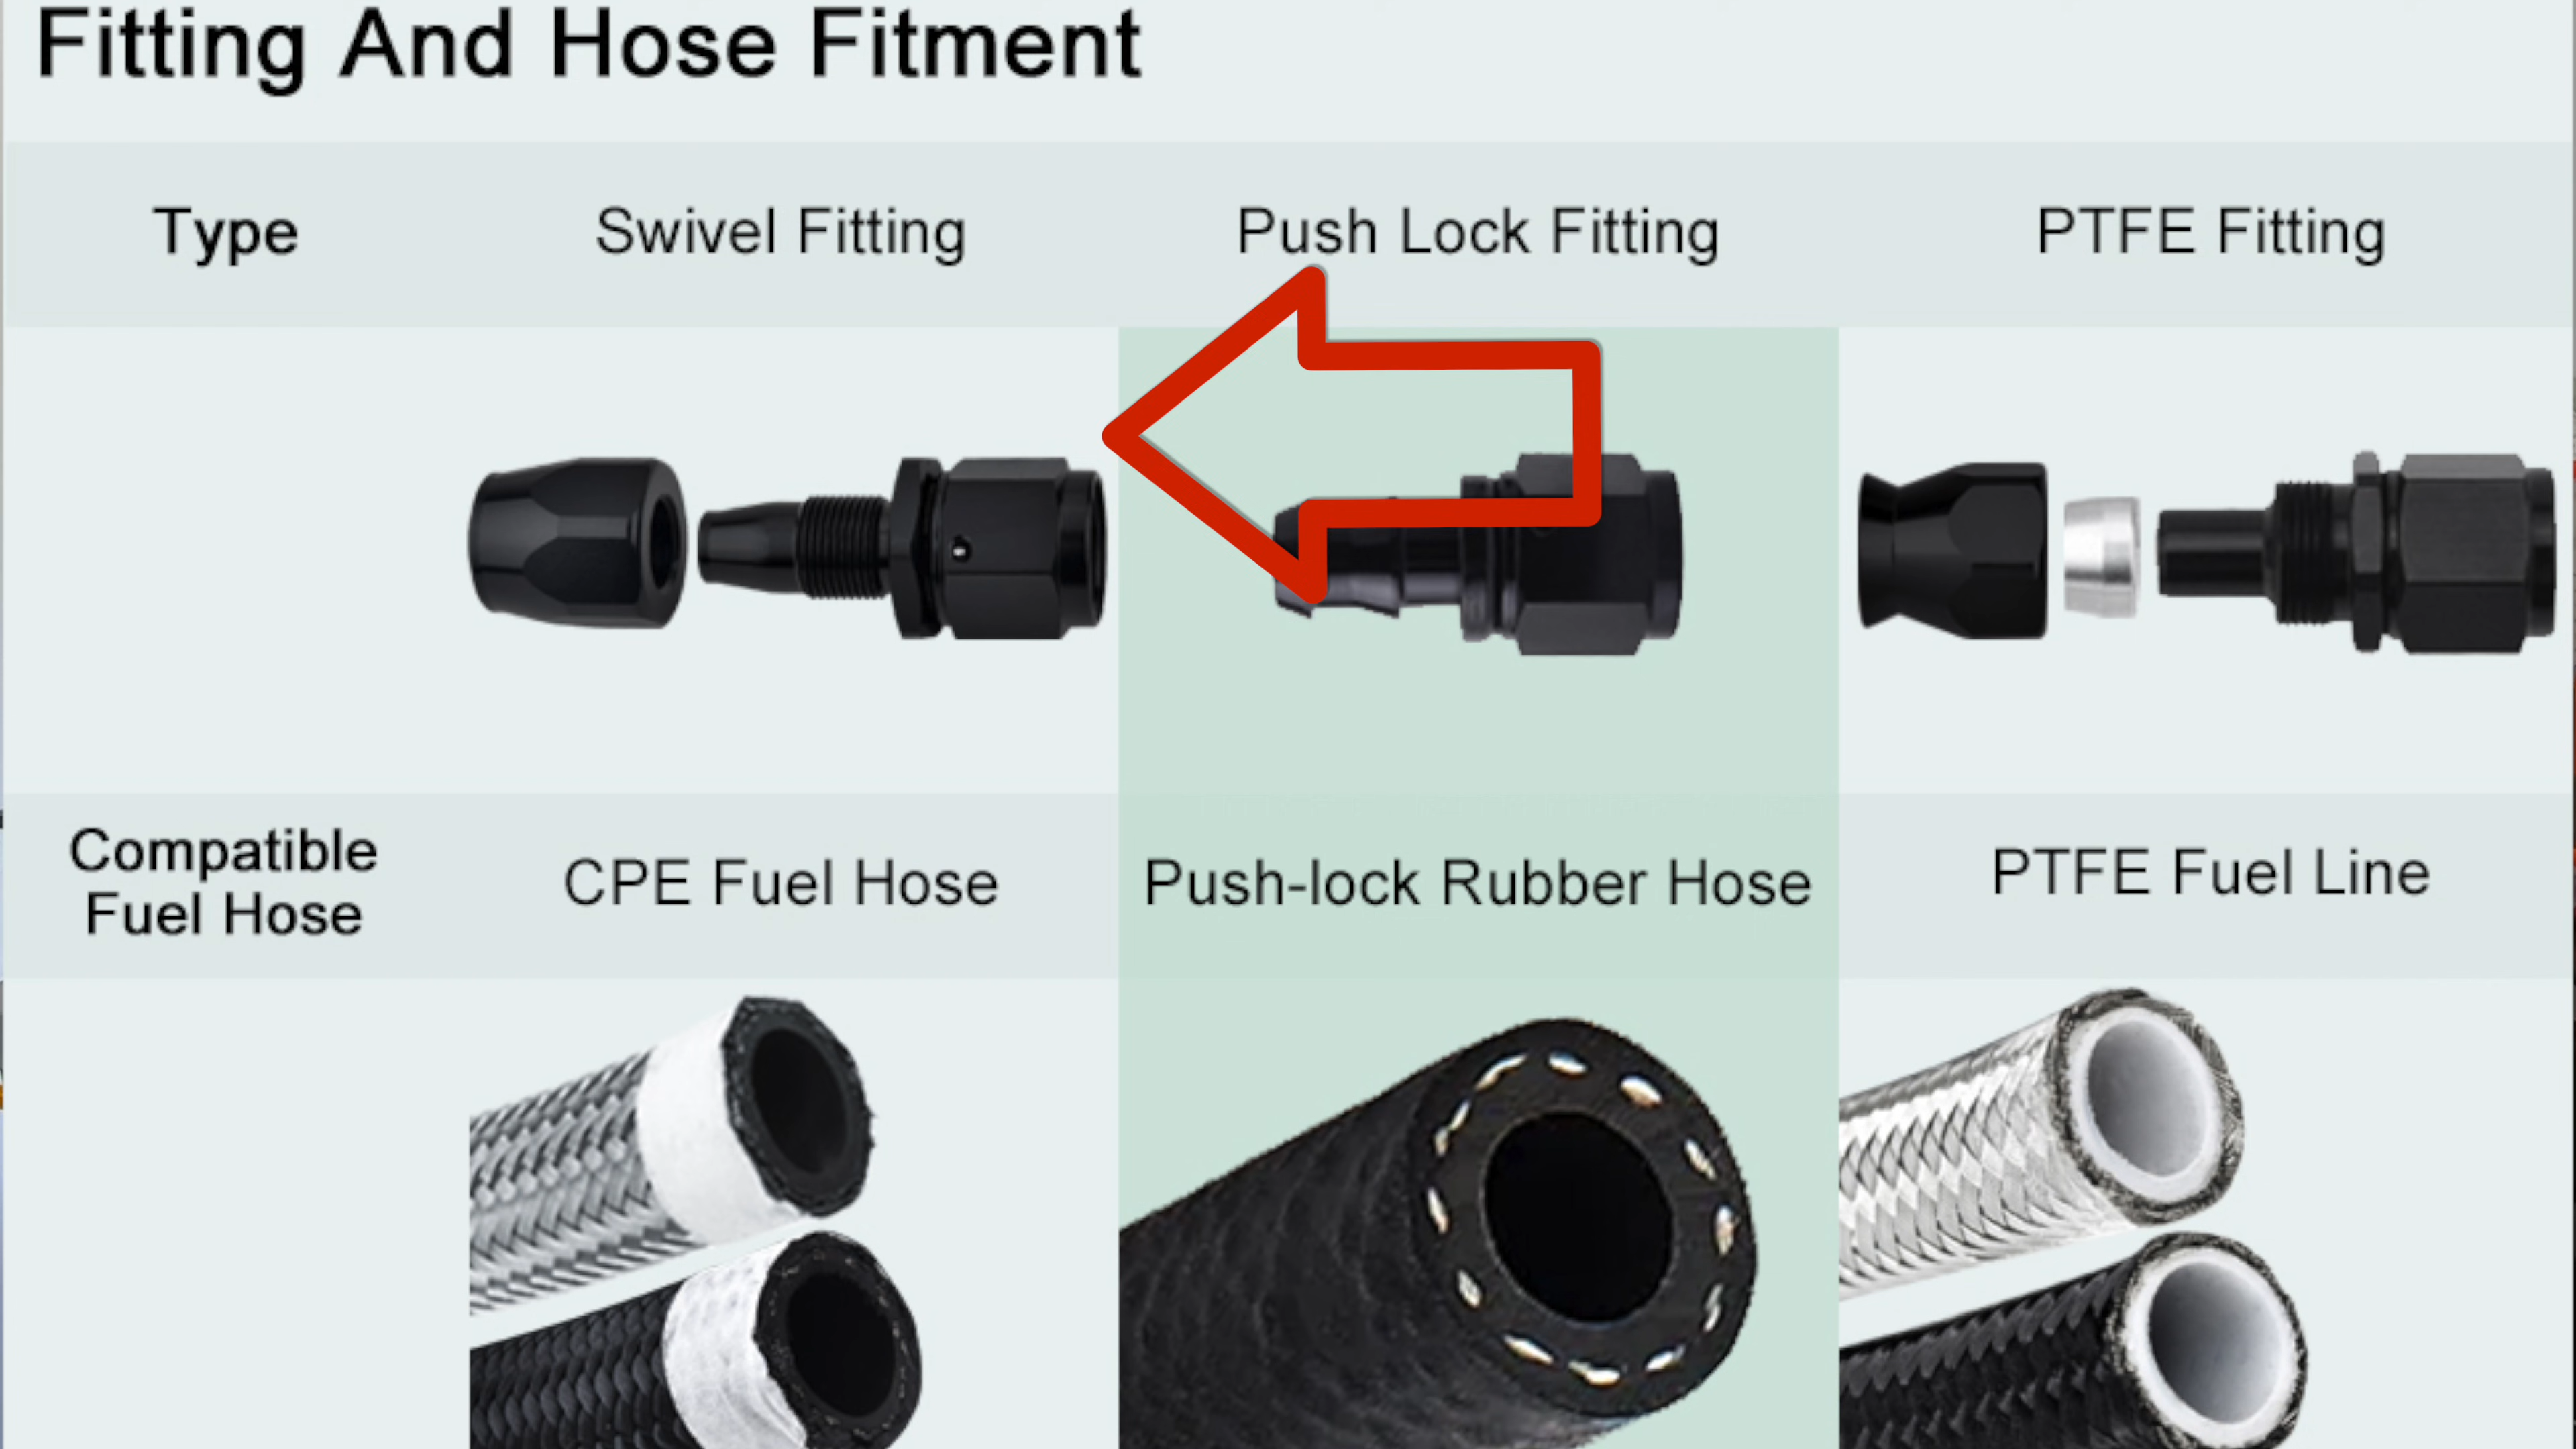 Fitting And Hose Fitment
Type
Swivel Fitting
Push Lock Fitting
PTFE Fitting
Compatible
Fuel Hose
CPE Fuel Hose
Push-lock Rubber Hose
PTFE Fuel Line